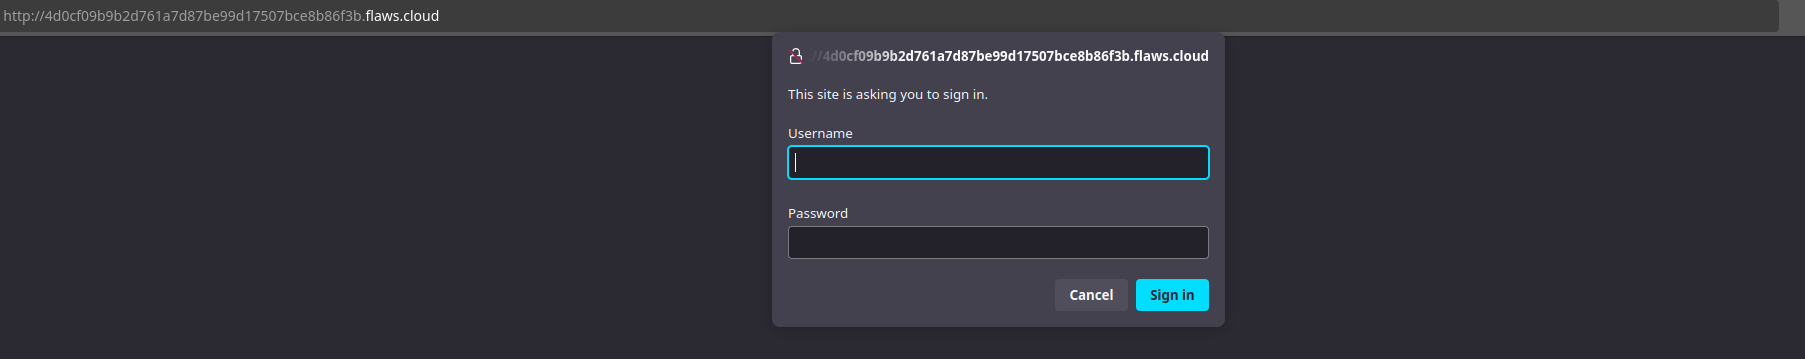 http://4d0cf09b9b2d761a7d87be99d17507bce8b86f3b.flaws.cloud
//4d0cf09b9b2d761a7d87be99d17507bce8b86f3b.flaws.cloud
This site is asking you to sign in.
Username
Password
Cancel Sign in